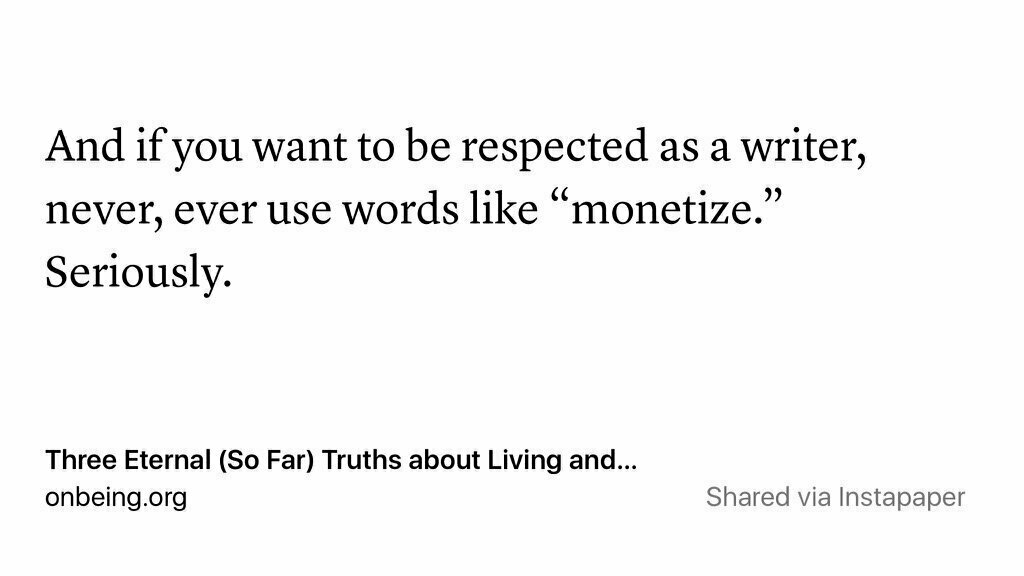 And if you want to be respected as a writer,
never, ever use words like “monetize.”
Seriously.
Three Eternal (So Far) Truths about Living and...
onbeing.org
Shared via Instapaper